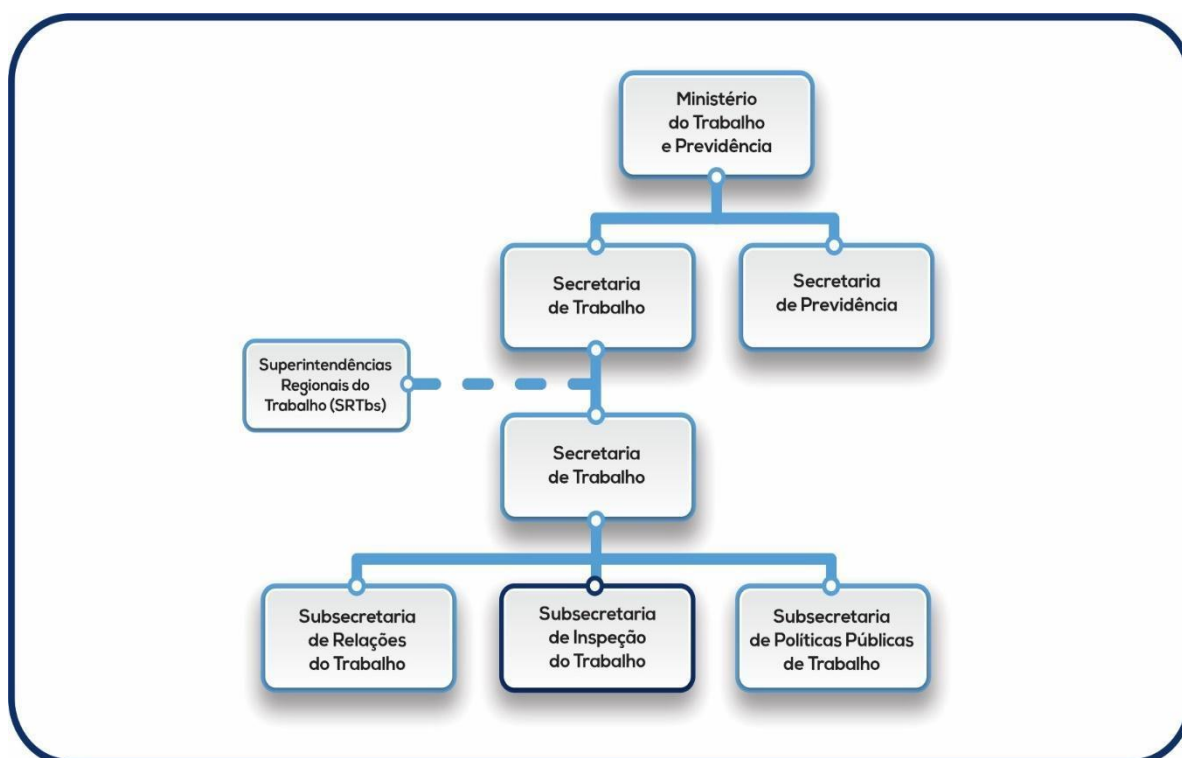 Ministério
do Trabalho
e Previdência
Secretaria
de Trabalho
Secretaria
de Previdência
Superintendências
Regionais do
Trabalho (SRTbs)
Secretaria
de Trabalho
Subsecretaria
de Relações
do Trabalho
Subsecretaria
de Inspeção
do Trabalho
Subsecretaria
de Políticas Públicas
de Trabalho